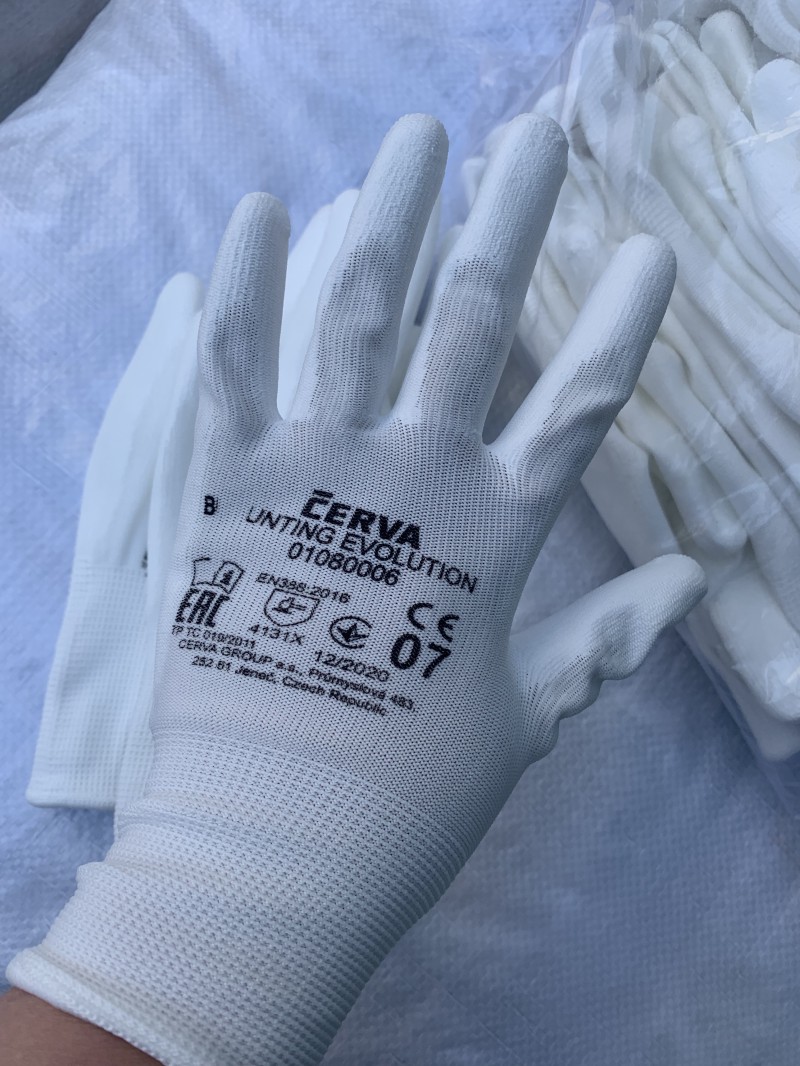 B
ČERVA
UNTING EVOLUTION
01080006
EN388:2016
CE
EAC
4131X
07
TP TC 019/2011
12/2020
CERVA GROUP a.s., Průmyslová 483,
252 61 Jeneč, Czech Republic